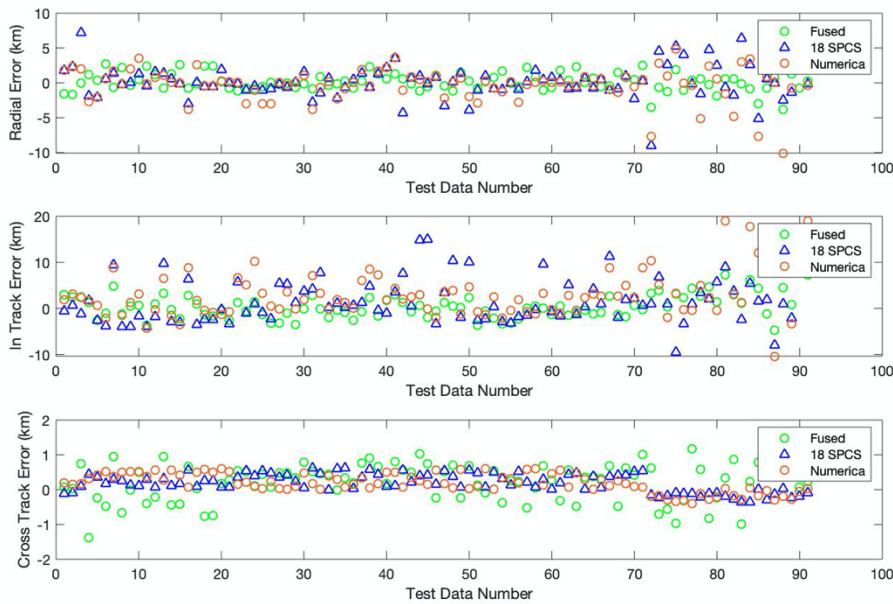 10
5
0
-5
-10
Radial Error (km)
Fused
18 SPCS
Numerica
0 10 20 30 40 50 60 70 80 90 100
Test Data Number
20
10
0
-10
In Track Error (km)
Fused
18 SPCS
Numerica
0 10 20 30 40 50 60 70 80 90 100
Test Data Number
2
1
0
-1
-2
Cross Track Error (km)
Fused
18 SPCS
Numerica
0 10 20 30 40 50 60 70 80 90 100
Test Data Number